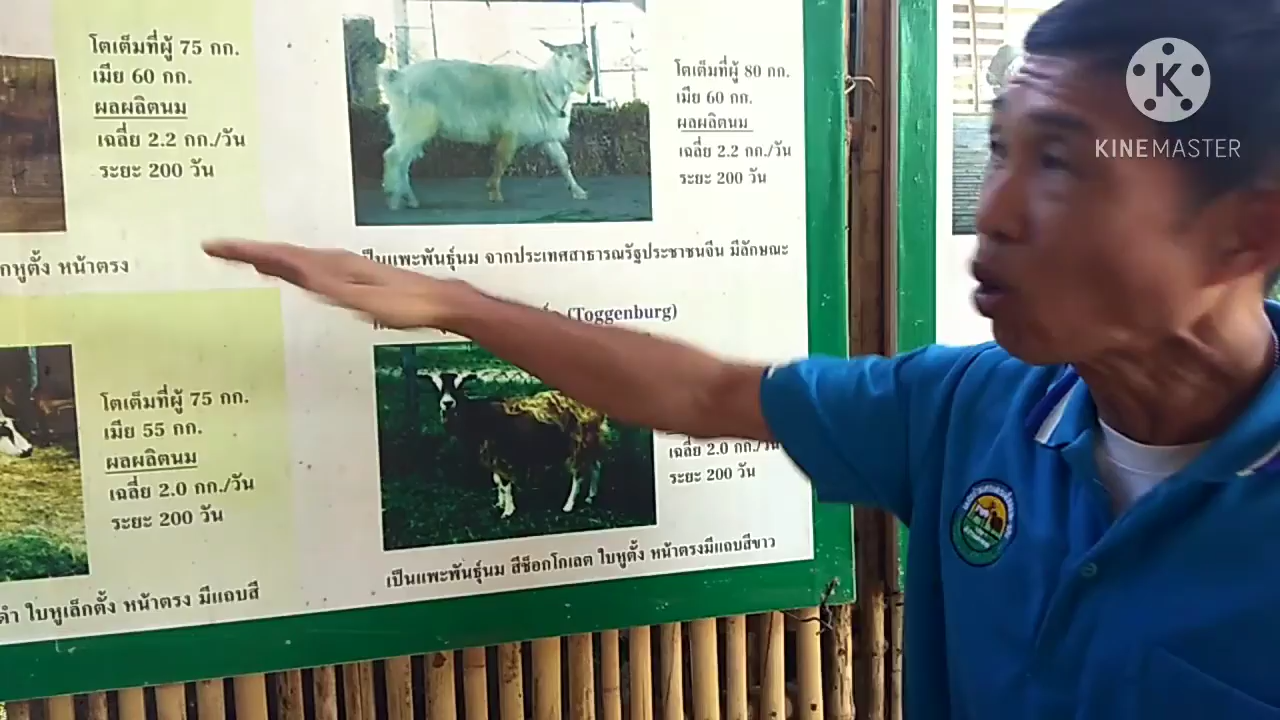 โตเต็มที่ผู้ 75 กก.
เมีย 60 กก.
ผลผลิตนม
เฉลี่ย 2.2 กก./วัน
ระยะ 200 วัน
หูตั้ง หน้าตรง
โตเต็มที่ผู้ 80 กก.
เมีย 60 กก.
ผลผลิตนม
เฉลี่ย 2.2 กก./วัน
ระยะ 200 วัน
เป็นแพะพันธุ์นม จากประเทศสาธารณรัฐประชาชนจีน มีลักษณะ
(Toggenburg)
โตเต็มที่ผู้ 75 กก.
เมีย 55 กก.
ผลผลิตนม
เฉลี่ย 2.0 กก./วัน
ระยะ 200 วัน
ดำ ใบหูเล็กตั้ง หน้าตรง มีแถบสี
เฉลี่ย 2.0 กก./วัน
ระยะ 200 วัน
เป็นแพะพันธุ์นม สีช็อกโกเลต ใบหูตั้ง หน้าตรงมีแถบสีขาว
K
KINEMASTER